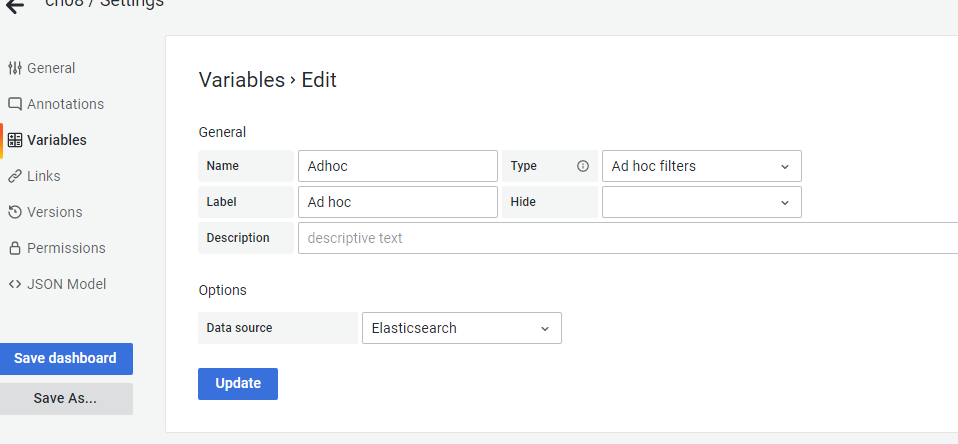 cho8 / Settings
General
Annotations
Variables
Links
Versions
Permissions
JSON Model
Save dashboard
Save As...
Variables › Edit
General
Name Adhoc Type Ad hoc filters
Label Ad hoc Hide
Description descriptive text
Options
Data source Elasticsearch
Update